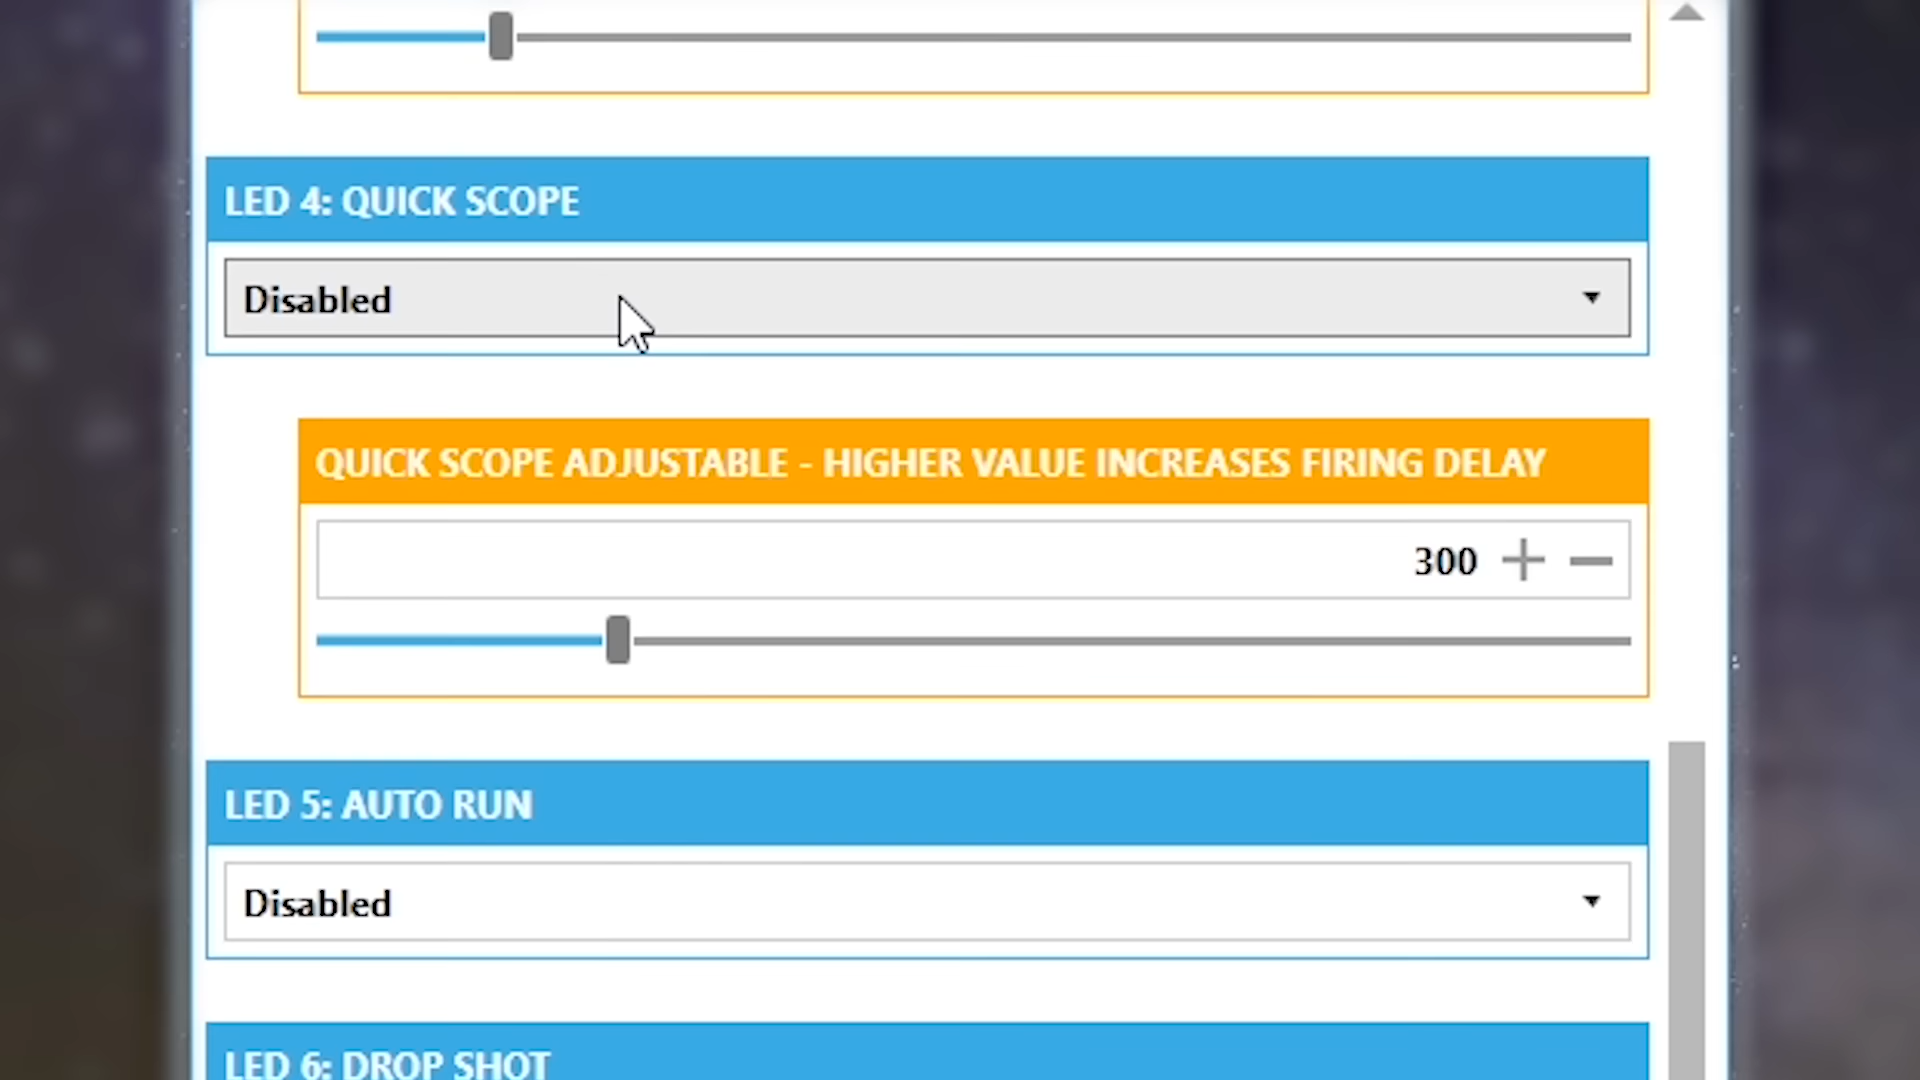 LED 4: QUICK SCOPE
Disabled
QUICK SCOPE ADJUSTABLE - HIGHER VALUE INCREASES FIRING DELAY
300
LED 5: AUTO RUN
Disabled
LED 6: DROP SHOT